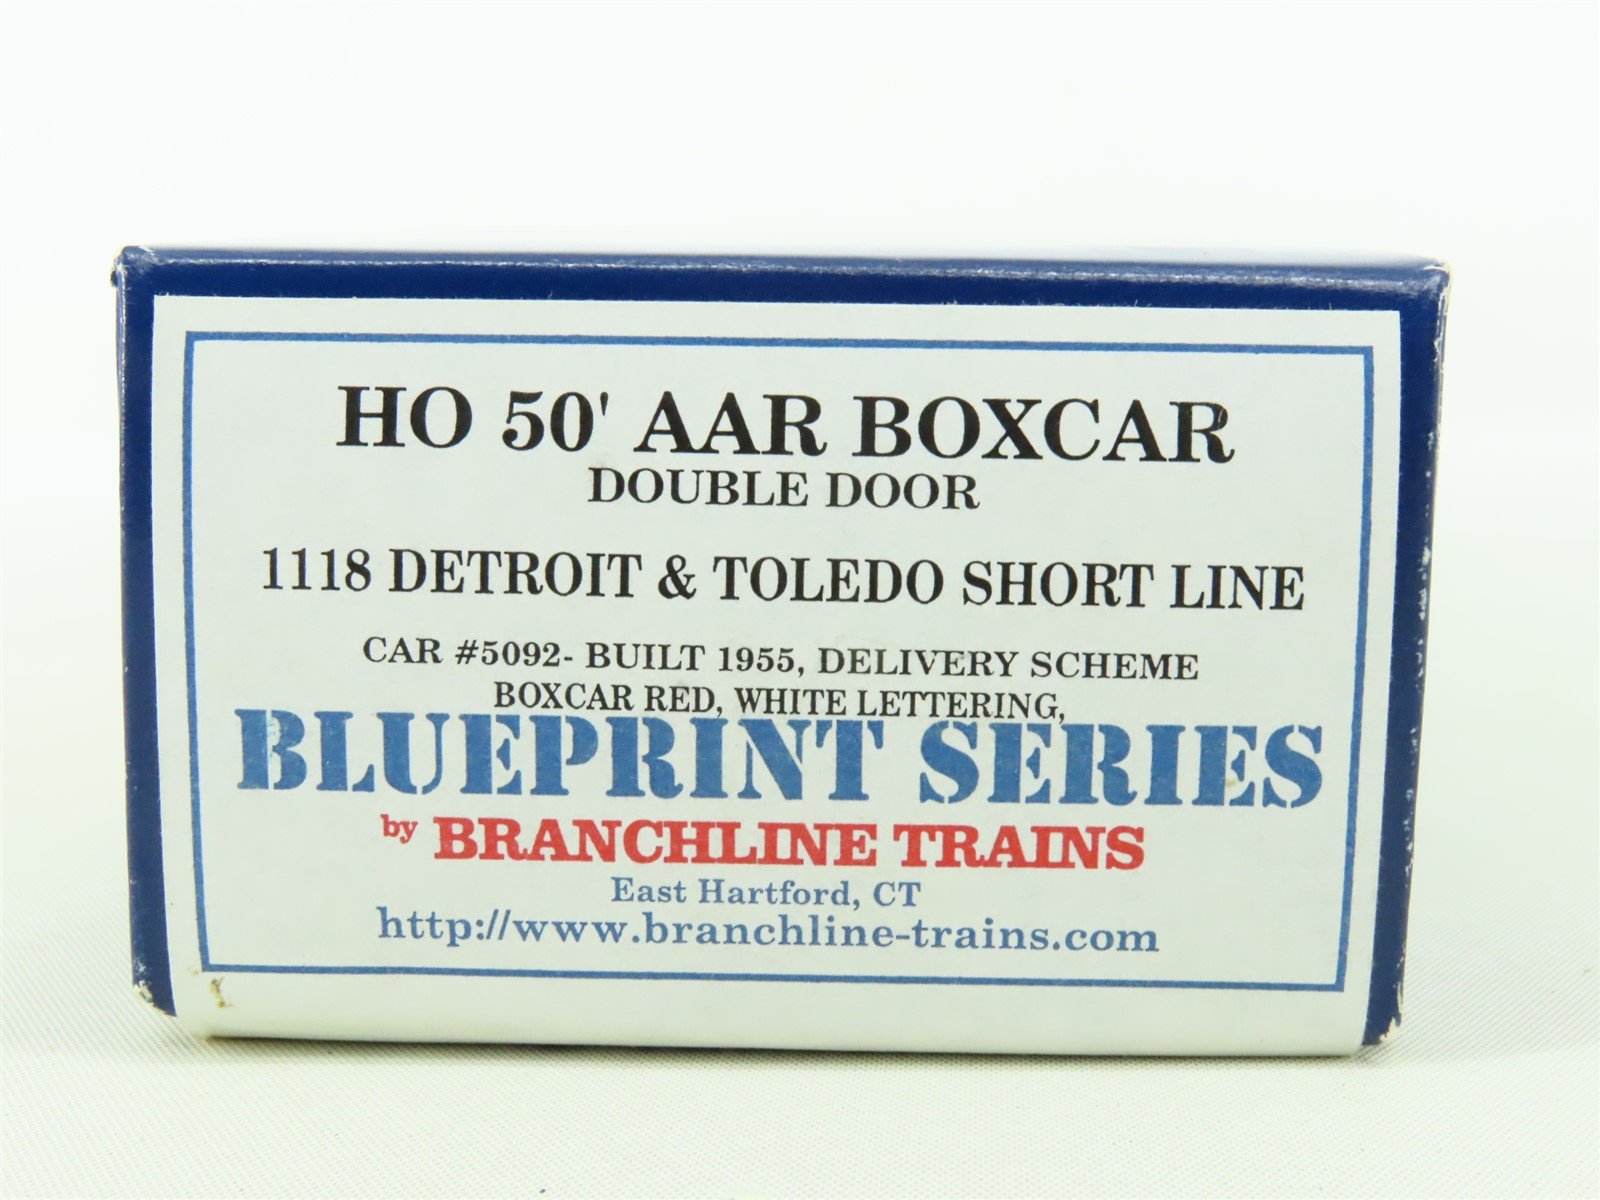 HO 50' AAR BOXCAR
DOUBLE DOOR
1118 DETROIT & TOLEDO SHORT LINE
CAR #5092- BUILT 1955, DELIVERY SCHEME
BOXCAR RED, WHITE LETTERING,
BLUEPRINT SERIES
by BRANCHLINE TRAINS
East Hartford, CT
http://www.branchline-trains.com